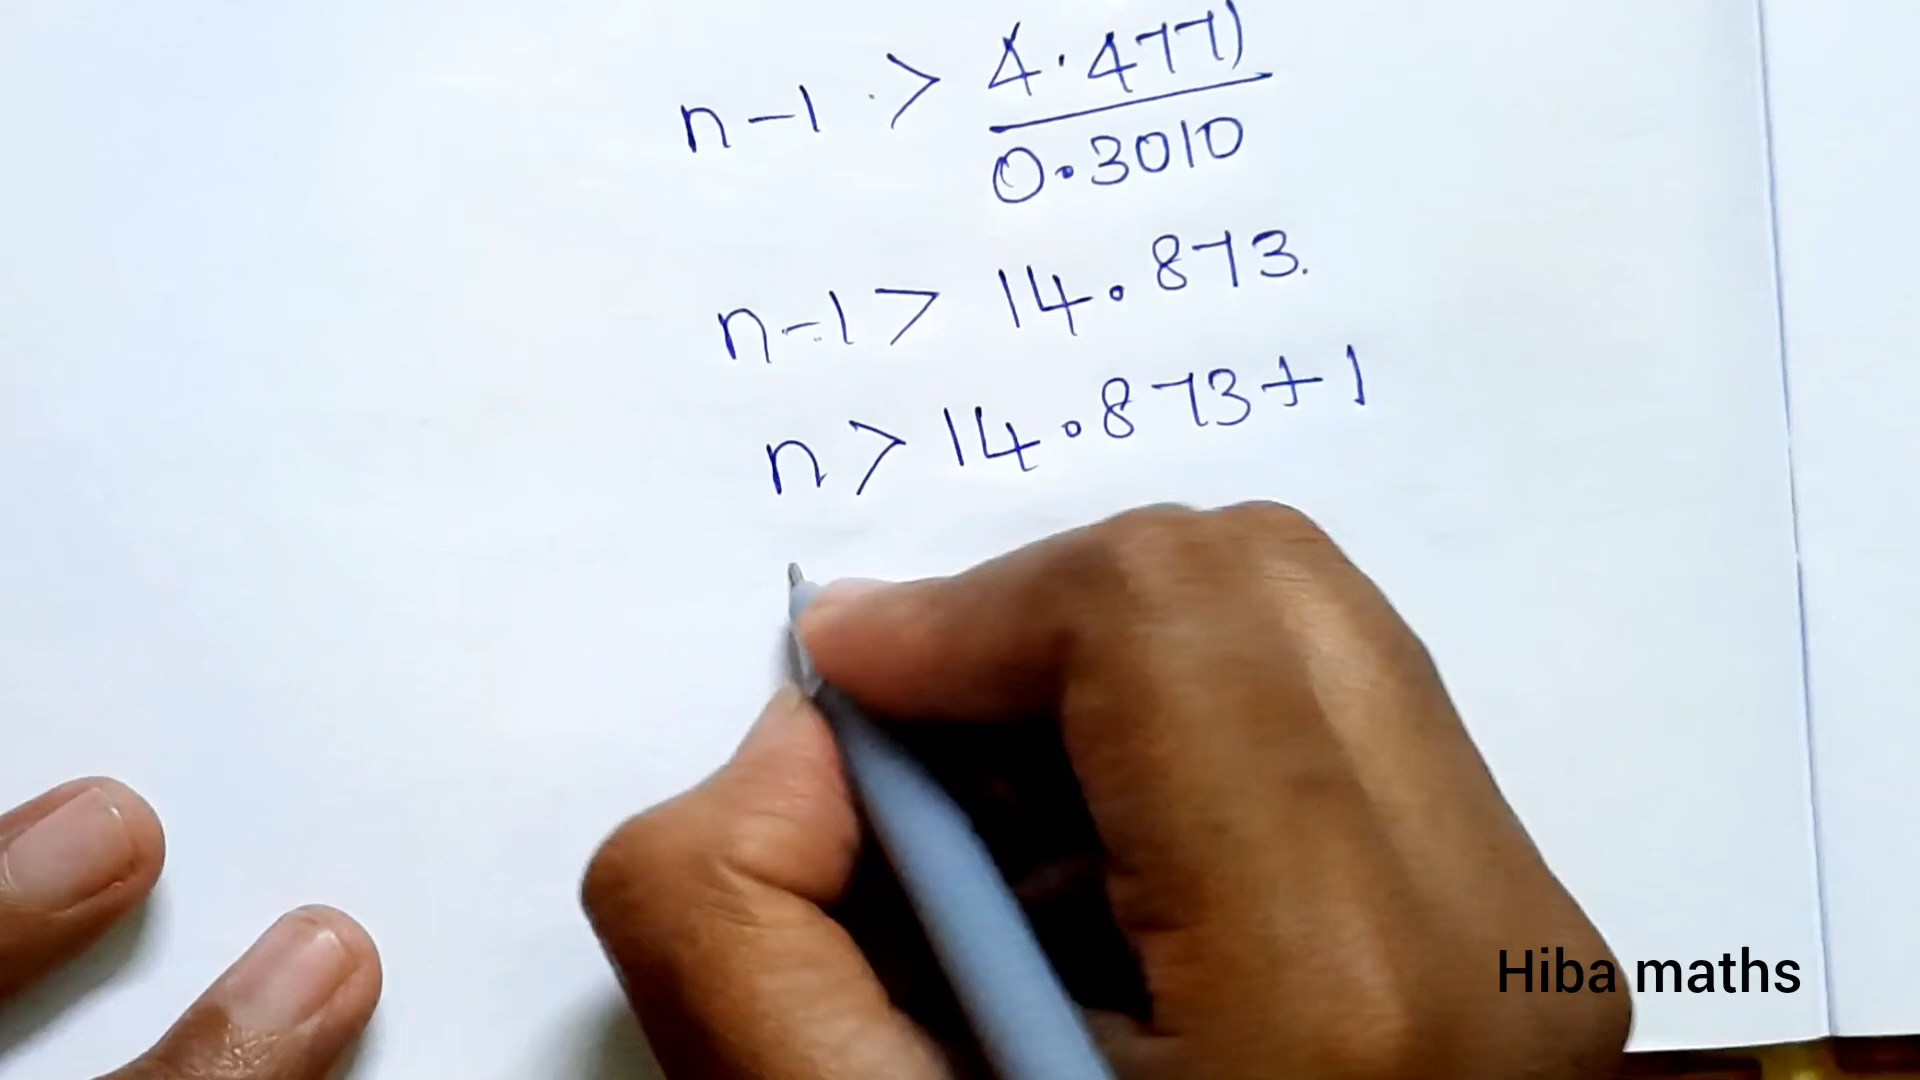 n-1 > 4.4771
0.3010
n-1 > 14.873.
n > 14.873+1
Hiba maths